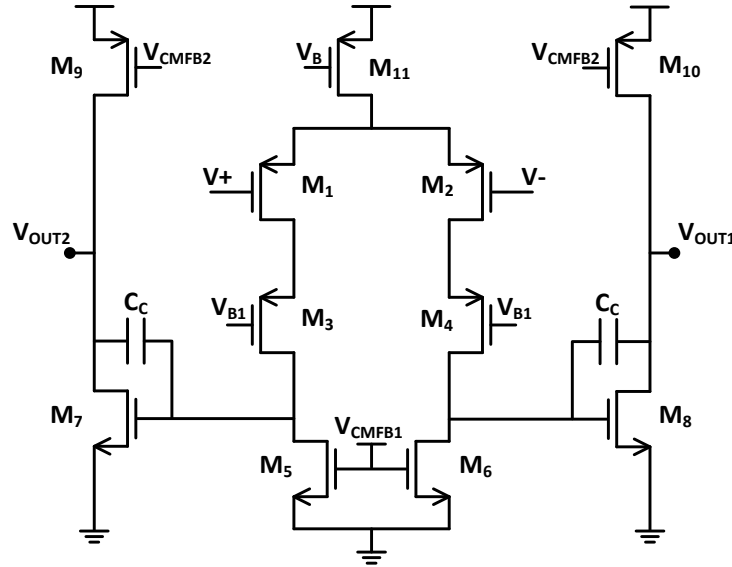 M9
VCMFB2
VB
M11
VCMFB2
M10
V+
M1
M2
V-
VOUT2
VOUT1
CC
VB1
M3
M4
VB1
CC
M7
VCMFB1
M8
M5
M6